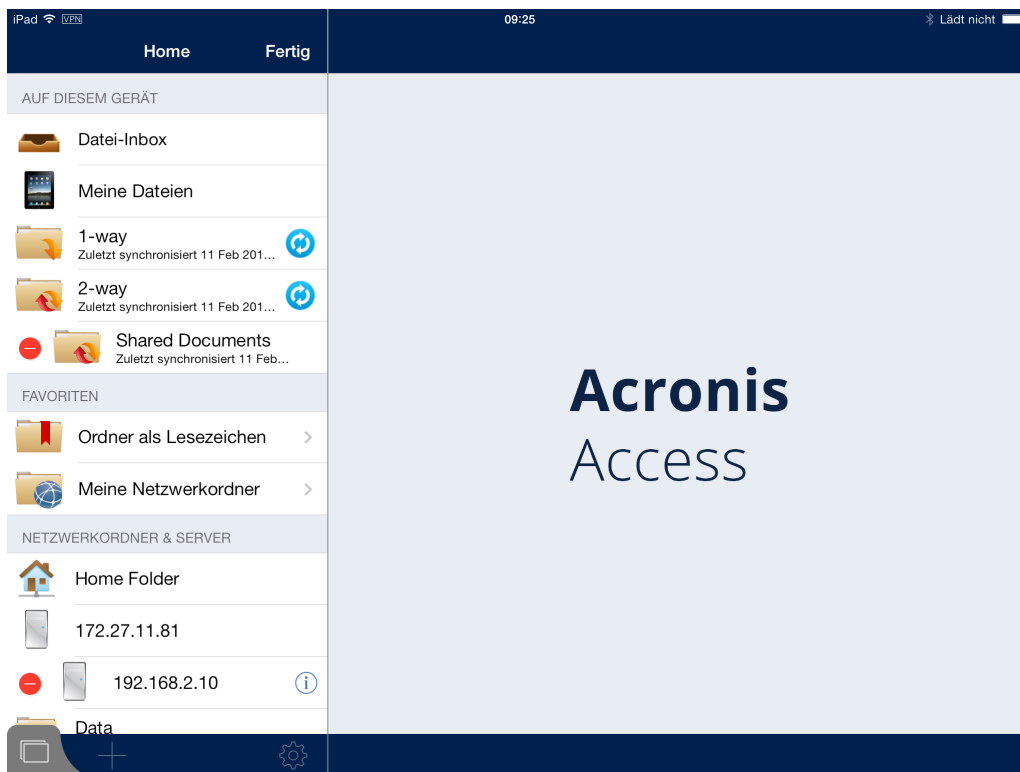 iPad VPN 09:25 Lädt nicht
Home Fertig
AUF DIESEM GERÄT
Datei-Inbox
Meine Dateien
1-way
Zuletzt synchronisiert 11 Feb 201...
2-way
Zuletzt synchronisiert 11 Feb 201...
Shared Documents
Zuletzt synchronisiert 11 Feb...
FAVORITEN
Ordner als Lesezeichen
Meine Netzwerkordner
NETZWERKORDNER & SERVER
Home Folder
172.27.11.81
192.168.2.10
Data
Acronis
Access